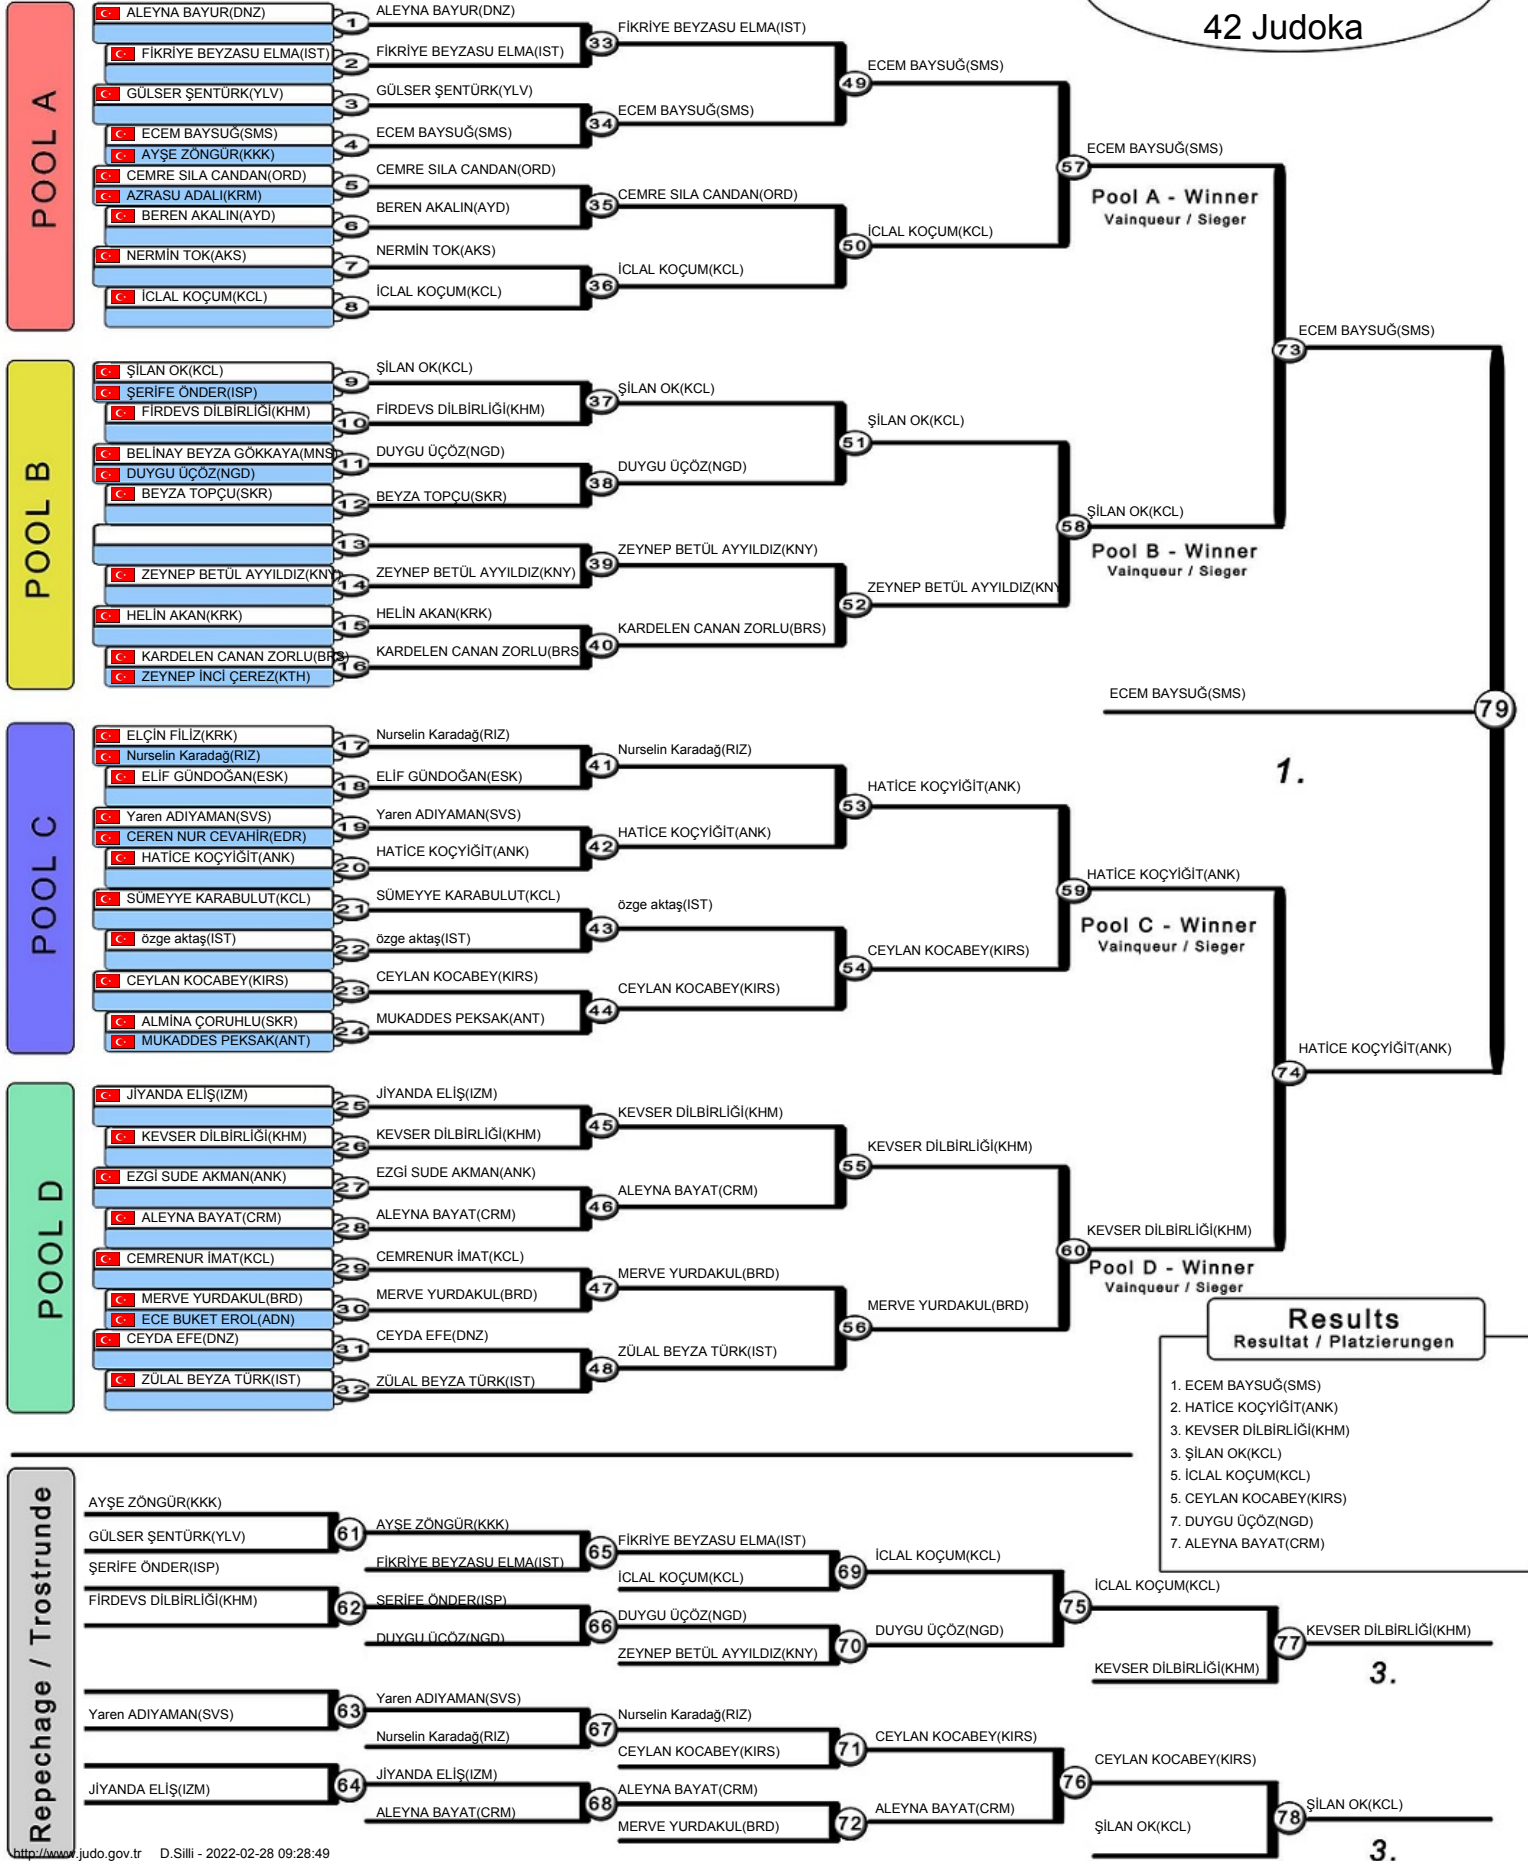 42 Judoka
POOL A
ALEYNA BAYUR(DNZ)
FİKRİYE BEYZASU ELMA(IST)
GÜLSER ŞENTÜRK(YLV)
ECEM BAYSUĞ(SMS)
AYŞE ZÖNGÜR(KKK)
CEMRE SILA CANDAN(ORD)
AZRASU ADALI(KRM)
BEREN AKALIN(AYD)
NERMİN TOK(AKS)
İCLAL KOÇUM(KCL)
1
2
3
4
5
6
7
8
ALEYNA BAYUR(DNZ)
FİKRİYE BEYZASU ELMA(IST)
GÜLSER ŞENTÜRK(YLV)
ECEM BAYSUĞ(SMS)
CEMRE SILA CANDAN(ORD)
BEREN AKALIN(AYD)
NERMİN TOK(AKS)
İCLAL KOÇUM(KCL)
33
34
35
36
FİKRİYE BEYZASU ELMA(IST)
ECEM BAYSUĞ(SMS)
CEMRE SILA CANDAN(ORD)
İCLAL KOÇUM(KCL)
49
50
ECEM BAYSUĞ(SMS)
İCLAL KOÇUM(KCL)
57
ECEM BAYSUĞ(SMS)
Pool A - Winner
Vainqueur / Sieger
POOL B
ŞİLAN OK(KCL)
ŞERİFE ÖNDER(ISP)
FİRDEVS DİLBİRLİĞİ(KHM)
BELİNAY BEYZA GÖKKAYA(MNS)
DUYGU ÜÇÖZ(NGD)
BEYZA TOPÇU(SKR)
ZEYNEP BETÜL AYYILDIZ(KNY)
HELİN AKAN(KRK)
KARDELEN CANAN ZORLU(BRS)
ZEYNEP İNCİ ÇEREZ(KTH)
9
10
11
12
13
14
15
16
ŞİLAN OK(KCL)
FİRDEVS DİLBİRLİĞİ(KHM)
DUYGU ÜÇÖZ(NGD)
BEYZA TOPÇU(SKR)
ZEYNEP BETÜL AYYILDIZ(KNY)
HELİN AKAN(KRK)
KARDELEN CANAN ZORLU(BRS
37
38
39
40
ŞİLAN OK(KCL)
DUYGU ÜÇÖZ(NGD)
ZEYNEP BETÜL AYYILDIZ(KNY)
KARDELEN CANAN ZORLU(BRS)
51
52
ŞİLAN OK(KCL)
ZEYNEP BETÜL AYYILDIZ(KNY
58
ŞİLAN OK(KCL)
Pool B - Winner
Vainqueur / Sieger
73
ECEM BAYSUĞ(SMS)
ECEM BAYSUĞ(SMS)
79
1.
POOL C
ELÇİN FİLİZ(KRK)
Nurselin Karadağ(RIZ)
ELİF GÜNDOĞAN(ESK)
Yaren ADIYAMAN(SVS)
CEREN NUR CEVAHİR(EDR)
HATİCE KOÇYİĞİT(ANK)
SÜMEYYE KARABULUT(KCL)
özge aktaş(IST)
CEYLAN KOCABEY(KIRS)
ALMİNA ÇORUHLU(SKR)
MUKADDES PEKSAK(ANT)
17
18
19
20
21
22
23
24
Nurselin Karadağ(RIZ)
ELİF GÜNDOĞAN(ESK)
Yaren ADIYAMAN(SVS)
HATİCE KOÇYİĞİT(ANK)
SÜMEYYE KARABULUT(KCL)
özge aktaş(IST)
CEYLAN KOCABEY(KIRS)
MUKADDES PEKSAK(ANT)
41
42
43
44
Nurselin Karadağ(RIZ)
HATİCE KOÇYİĞİT(ANK)
özge aktaş(IST)
CEYLAN KOCABEY(KIRS)
53
54
HATİCE KOÇYİĞİT(ANK)
CEYLAN KOCABEY(KIRS)
59
HATİCE KOÇYİĞİT(ANK)
Pool C - Winner
Vainqueur / Sieger
74
HATİCE KOÇYİĞİT(ANK)
POOL D
JİYANDA ELİŞ(IZM)
KEVSER DİLBİRLİĞİ(KHM)
EZGİ SUDE AKMAN(ANK)
ALEYNA BAYAT(CRM)
CEMRENUR İMAT(KCL)
MERVE YURDAKUL(BRD)
ECE BUKET EROL(ADN)
CEYDA EFE(DNZ)
ZÜLAL BEYZA TÜRK(IST)
25
26
27
28
29
30
31
32
JİYANDA ELİŞ(IZM)
KEVSER DİLBİRLİĞİ(KHM)
EZGİ SUDE AKMAN(ANK)
ALEYNA BAYAT(CRM)
CEMRENUR İMAT(KCL)
MERVE YURDAKUL(BRD)
CEYDA EFE(DNZ)
ZÜLAL BEYZA TÜRK(IST)
45
46
47
48
KEVSER DİLBİRLİĞİ(KHM)
ALEYNA BAYAT(CRM)
MERVE YURDAKUL(BRD)
ZÜLAL BEYZA TÜRK(IST)
55
56
KEVSER DİLBİRLİĞİ(KHM)
MERVE YURDAKUL(BRD)
60
KEVSER DİLBİRLİĞİ(KHM)
Pool D - Winner
Vainqueur / Sieger
Results
Resultat / Platzierungen
1. ECEM BAYSUĞ(SMS)
2. HATİCE KOÇYİĞİT(ANK)
3. KEVSER DİLBİRLİĞİ(KHM)
3. ŞİLAN OK(KCL)
5. İCLAL KOÇUM(KCL)
5. CEYLAN KOCABEY(KIRS)
7. DUYGU ÜÇÖZ(NGD)
7. ALEYNA BAYAT(CRM)
Repechage / Trostrunde
AYŞE ZÖNGÜR(KKK)
GÜLSER ŞENTÜRK(YLV)
ŞERİFE ÖNDER(ISP)
FİRDEVS DİLBİRLİĞİ(KHM)
Yaren ADIYAMAN(SVS)
JİYANDA ELİŞ(IZM)
61
62
63
64
AYŞE ZÖNGÜR(KKK)
FİKRİYE BEYZASU ELMA(IST)
ŞERİFE ÖNDER(ISP)
DUYGU ÜÇÖZ(NGD)
Yaren ADIYAMAN(SVS)
Nurselin Karadağ(RIZ)
JİYANDA ELİŞ(IZM)
ALEYNA BAYAT(CRM)
65
66
67
68
FİKRİYE BEYZASU ELMA(IST)
İCLAL KOÇUM(KCL)
DUYGU ÜÇÖZ(NGD)
ZEYNEP BETÜL AYYILDIZ(KNY)
Nurselin Karadağ(RIZ)
CEYLAN KOCABEY(KIRS)
ALEYNA BAYAT(CRM)
MERVE YURDAKUL(BRD)
69
70
71
72
İCLAL KOÇUM(KCL)
DUYGU ÜÇÖZ(NGD)
CEYLAN KOCABEY(KIRS)
ALEYNA BAYAT(CRM)
75
76
İCLAL KOÇUM(KCL)
KEVSER DİLBİRLİĞİ(KHM)
CEYLAN KOCABEY(KIRS)
ŞİLAN OK(KCL)
77
78
KEVSER DİLBİRLİĞİ(KHM)
3.
ŞİLAN OK(KCL)
3.
http://www.judo.gov.tr D.Silli - 2022-02-28 09:28:49